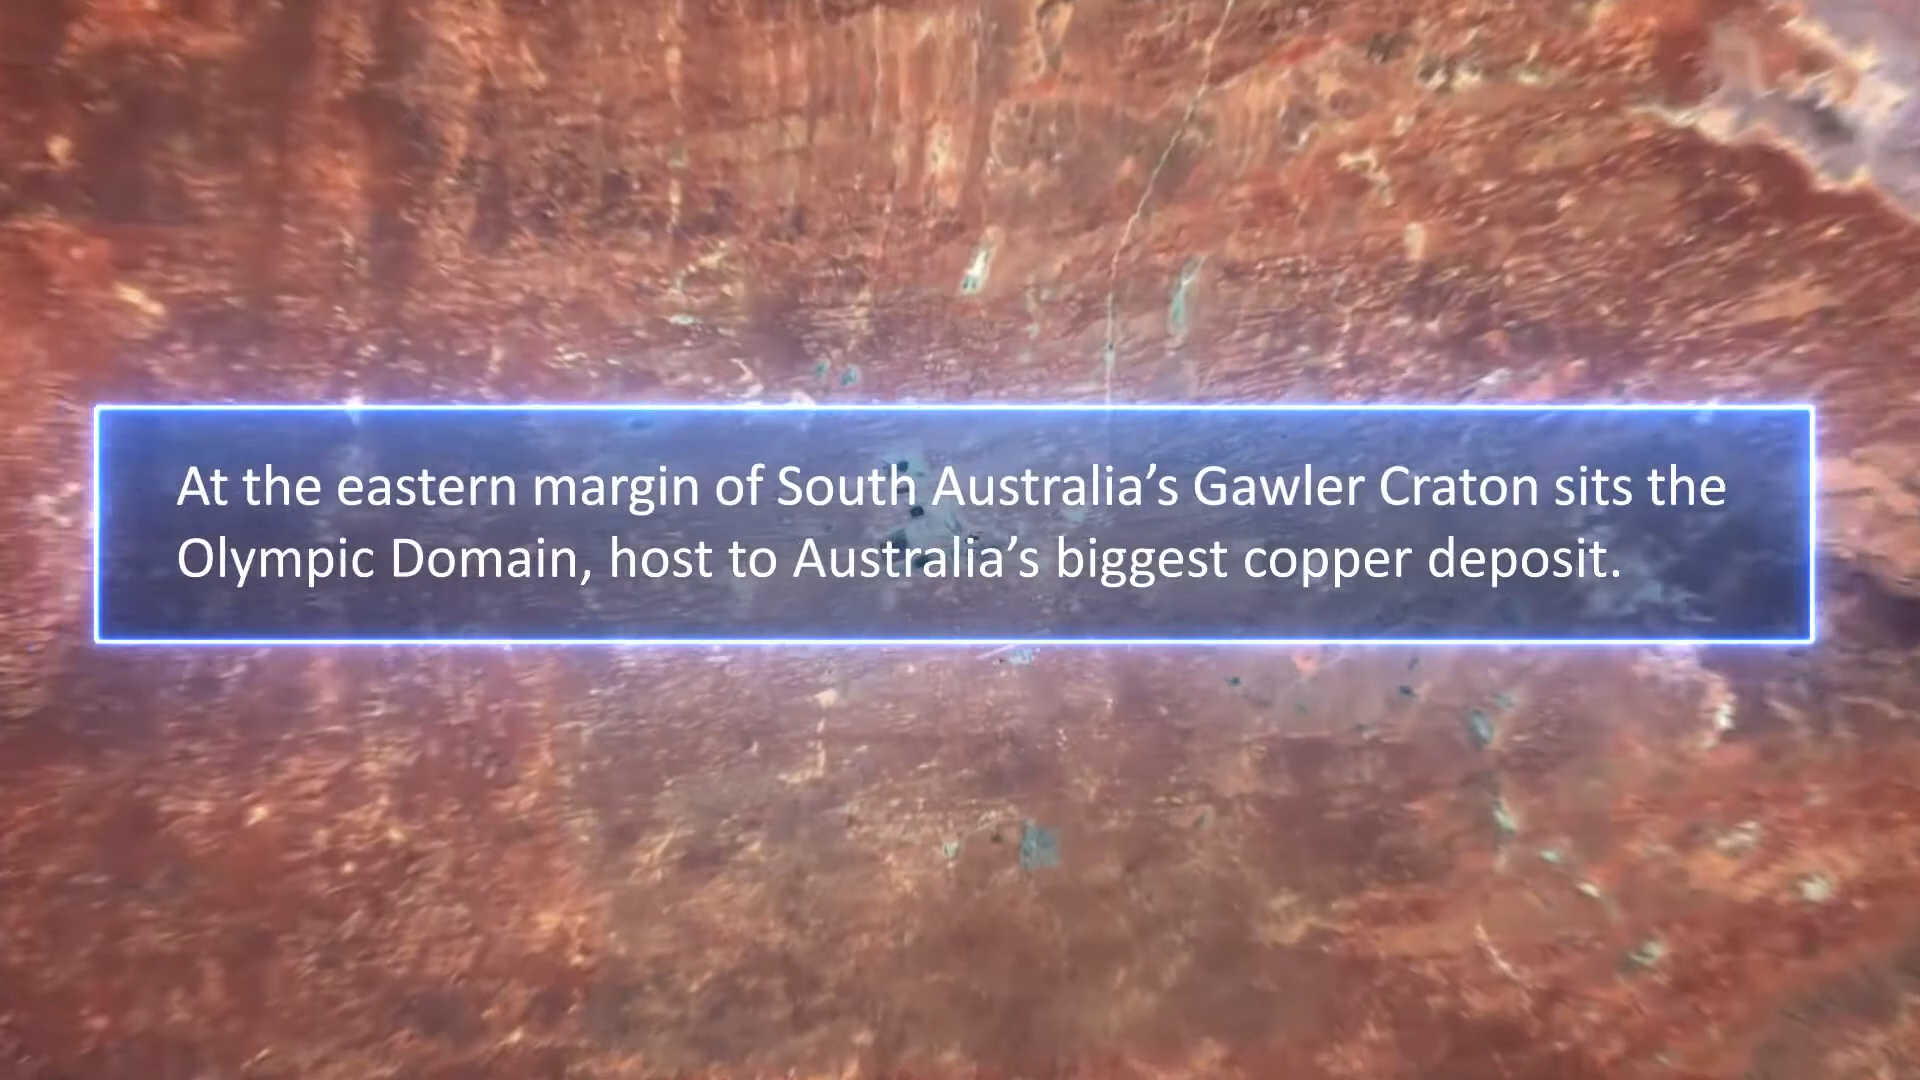 At the eastern margin of South Australia’s Gawler Craton sits the
Olympic Domain, host to Australia’s biggest copper deposit.